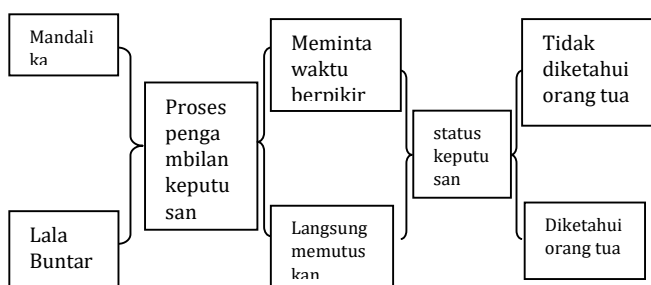 Mandali
ka
Lala
Buntar
Proses
penga
mbilan
keputu
san
Meminta
waktu
berpikir
Langsung
memutus
kan
status
keputu
san
Tidak
diketahui
orang tua
Diketahui
orang tua